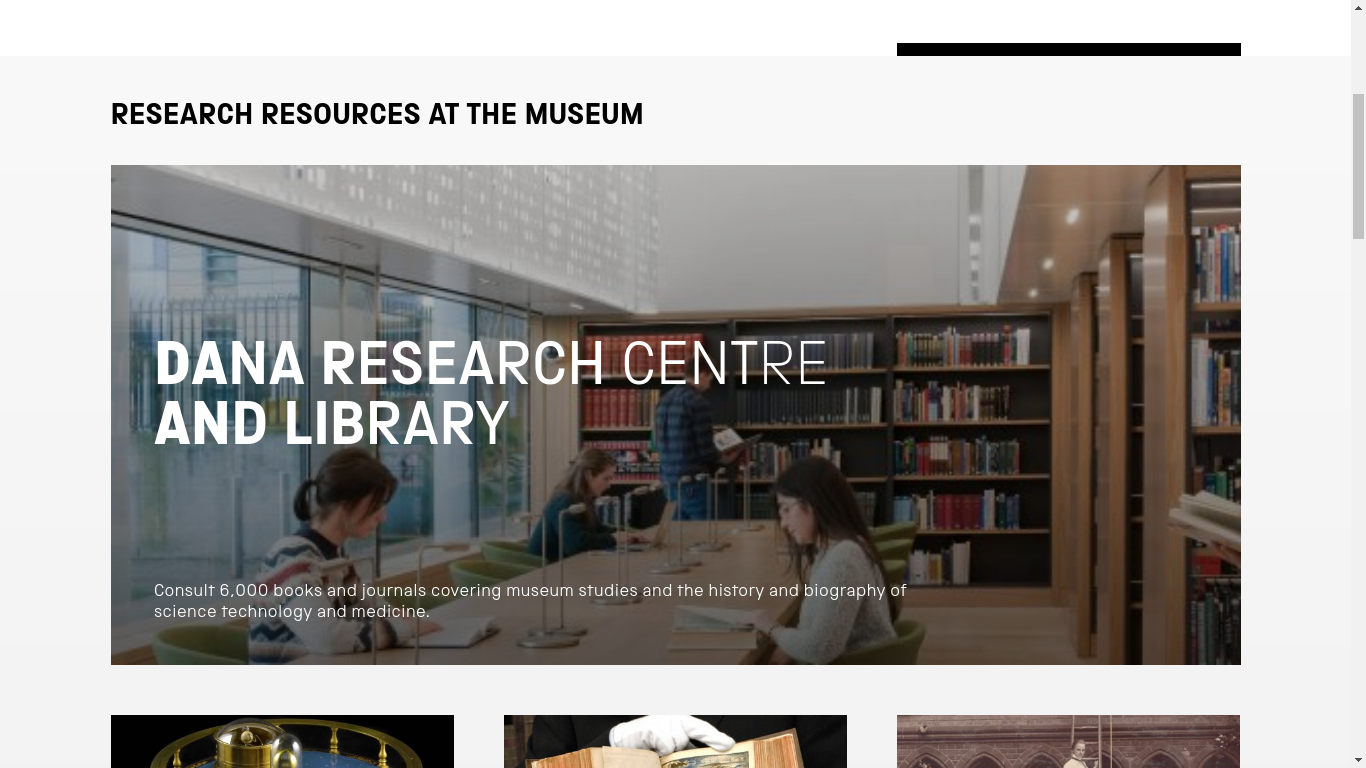 RESEARCH RESOURCES AT THE MUSEUM
DANA RESEARCH CENTRE
AND LIBRARY
Consult 6,000 books and journals covering museum studies and the history and biography of
science technology and medicine.